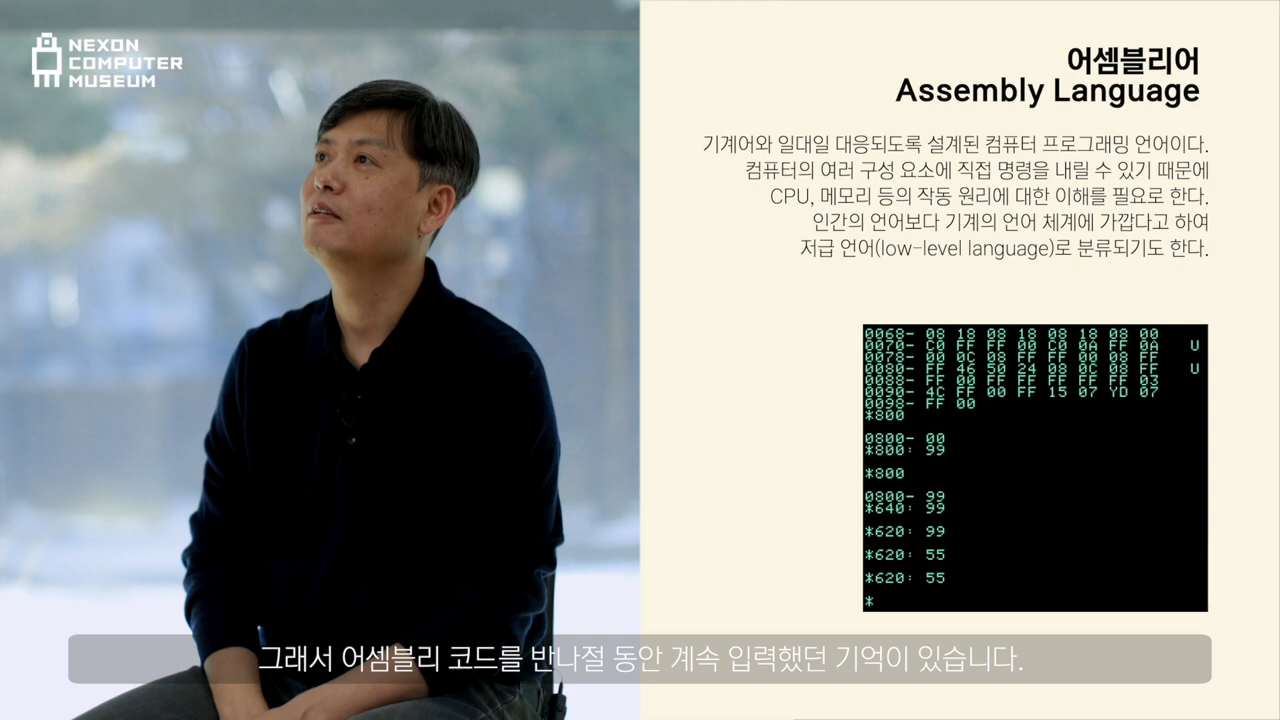 NEXON
COMPUTER
MUSEUM
어셈블리어
Assembly Language
기계어와 일대일 대응되도록 설계된 컴퓨터 프로그래밍 언어이다.
컴퓨터의 여러 구성 요소에 직접 명령을 내릴 수 있기 때문에
CPU, 메모리 등의 작동 원리에 대한 이해를 필요로 한다.
인간의 언어보다 기계의 언어 체계에 가깝다고 하여
저급 언어(low-level language)로 분류되기도 한다.
0068- 08 18 08 18 08 18 08 00
0070- C0 FF FF 00 C0 0A FF 0A U
0078- 00 0C 08 FF FF 00 08 FF
0080- FF 46 50 24 08 0C 08 FF U
0088- FF 00 FF FF FF FF FF 03
0090- 4C FF 00 FF 15 07 YD 07
0098- FF 00
*800
0800- 00
*800: 99
*800
0800- 99
*640: 99
*620: 99
*620: 55
*620: 55
*
그래서 어셈블리 코드를 반나절 동안 계속 입력했던 기억이 있습니다.